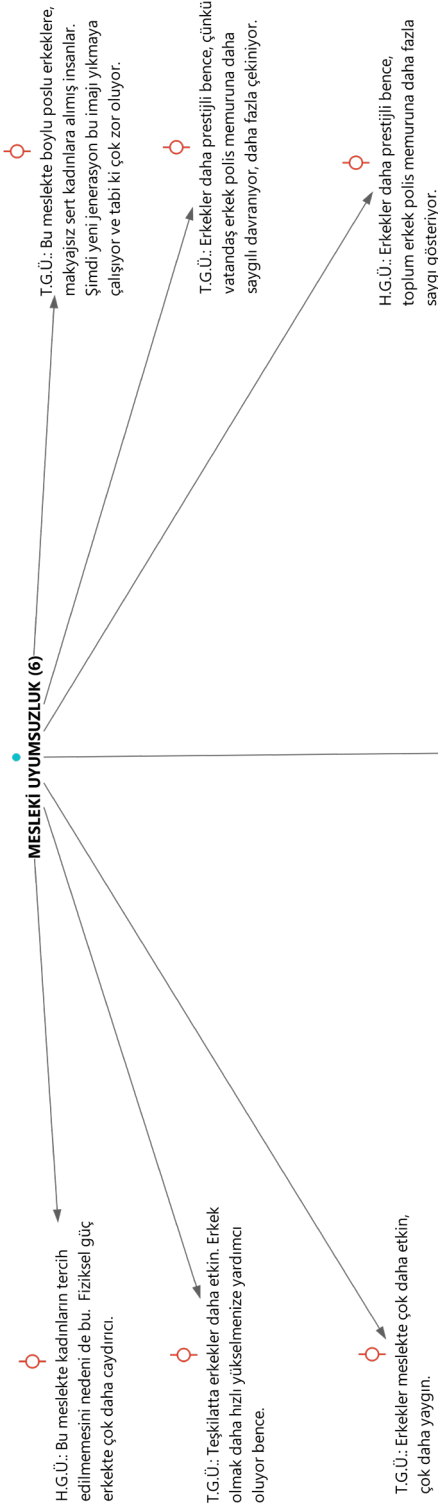 MESLEKİ UYUMSUZLUK (6)
H.G.Ü.: Bu meslekte kadınların tercih
edilmemesini nedeni de bu.  Fiziksel güç
erkekte çok daha caydırıcı.
T.G.Ü.: Teşkilatta erkekler daha etkin. Erkek
olmak daha hızlı yükselmenize yardımcı
oluyor bence.
T.G.Ü.: Erkekler meslekte çok daha etkin,
çok daha yaygın.
T.G.Ü.: Bu meslekte boylu poslu erkeklere,
makyajsız sert kadınlara alımış insanlar.
Şimdi yeni jenerasyon bu imajı yıkmaya
çalışıyor ve tabi ki çok zor oluyor.
T.G.Ü.: Erkekler daha prestijli bence, çünkü
vatandaş erkek polis memuruna daha
saygılı davranıyor, daha fazla çekiniyor.
H.G.Ü.: Erkekler daha prestijli bence,
toplum erkek polis memuruna daha fazla
saygı gösteriyor.